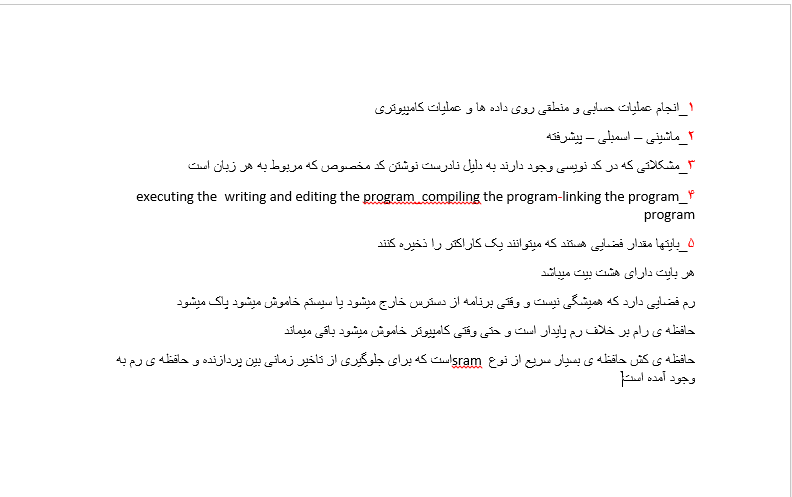 ۱_انجام عملیات حسابی و منطقی روی داده ها و عملیات کامپیوتری
۲_ماشینی – اسمبلی – پیشرفته
۳_مشکلاتی که در کد نویسی وجود دارند به دلیل نادرست نوشتن کد مخصوص که مربوط به هر زبان است
۴_executing the writing and editing the program_compiling the program-linking the program
program
۵_بایتها مقدار فضایی هستند که میتوانند یک کاراکتر را ذخیره کنند
هر بایت دارای هشت بیت میباشد
رم فضایی دارد که همیشگی نیست و وقتی برنامه از دسترس خارج میشود یا سیستم خاموش میشود پاک میشود
حافظه ی رام بر خلاف رم پایدار است و حتی وقتی کامپیوتر خاموش میشود باقی میماند
حافظه ی کش حافظه ی بسیار سریع از نوع sramاست که برای جلوگیری از تاخیر زمانی بین پردازنده و حافظه ی رم به
وجود آمده است